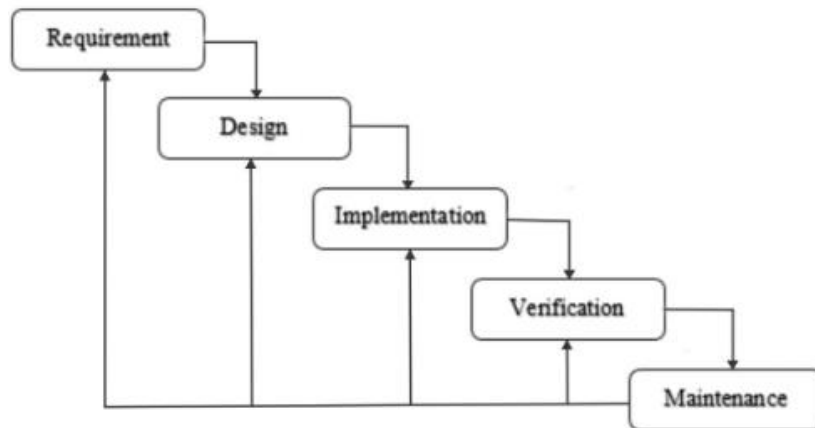 Requirement
Design
Implementation
Verification
Maintenance